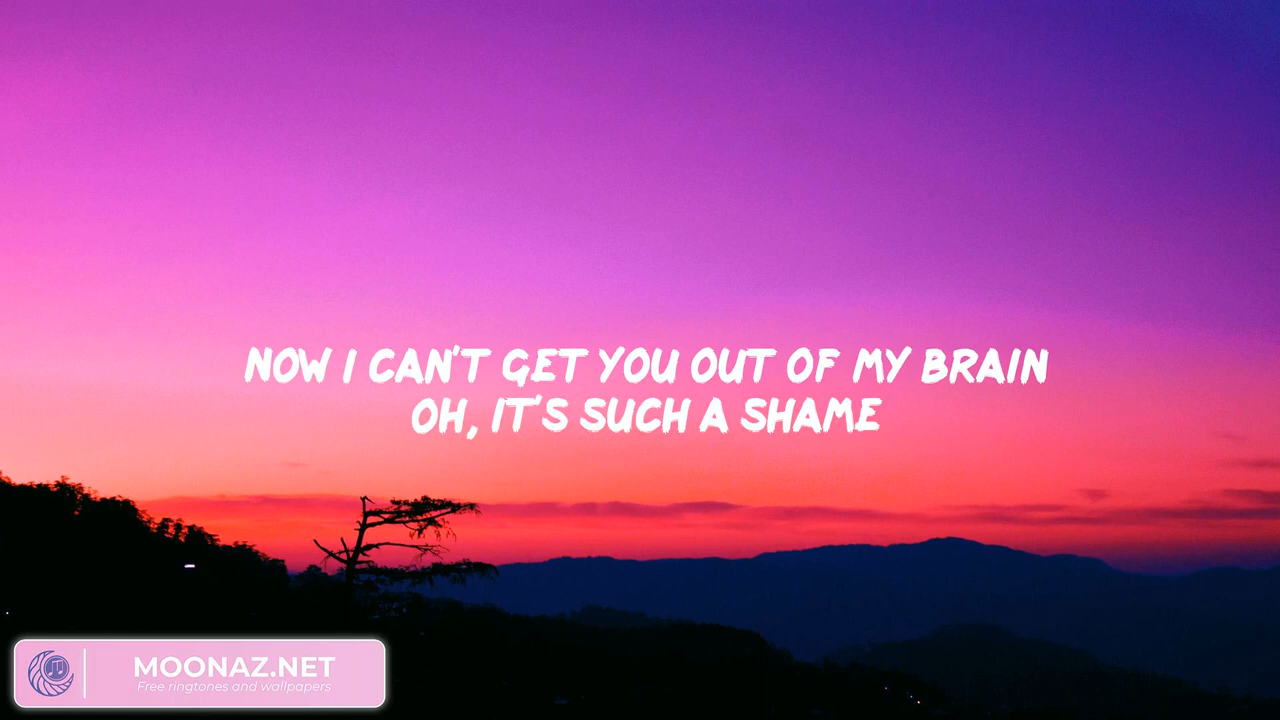 NOW I CAN'T GET YOU OUT OF MY BRAIN
OH, IT'S SUCH A SHAME
MOONAZ.NET
Free ringtones and wallpapers